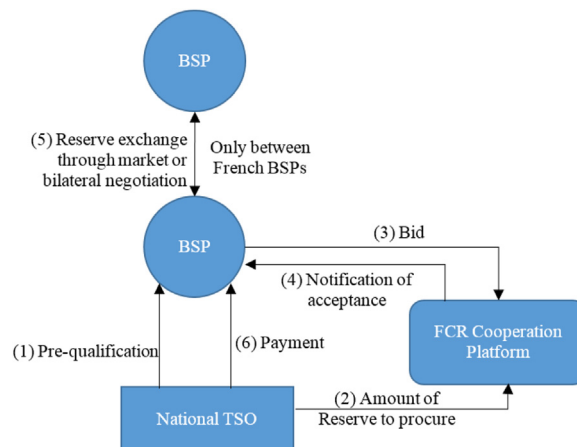 BSP
(5) Reserve exchange
through market or
bilateral negotiation
Only between
French BSPs
BSP
(3) Bid
(4) Notification of
acceptance
FCR Cooperation
Platform
(1) Pre-qualification
(6) Payment
National TSO
(2) Amount of
Reserve to procure